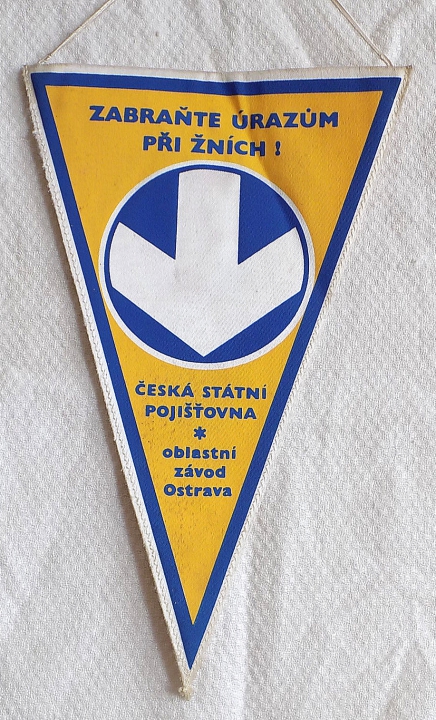 ZABRAŇTE ÚRAZŮM
PŘI ŽNÍCH !
ČESKÁ STÁTNÍ
POJIŠŤOVNA
*
oblastní
závod
Ostrava